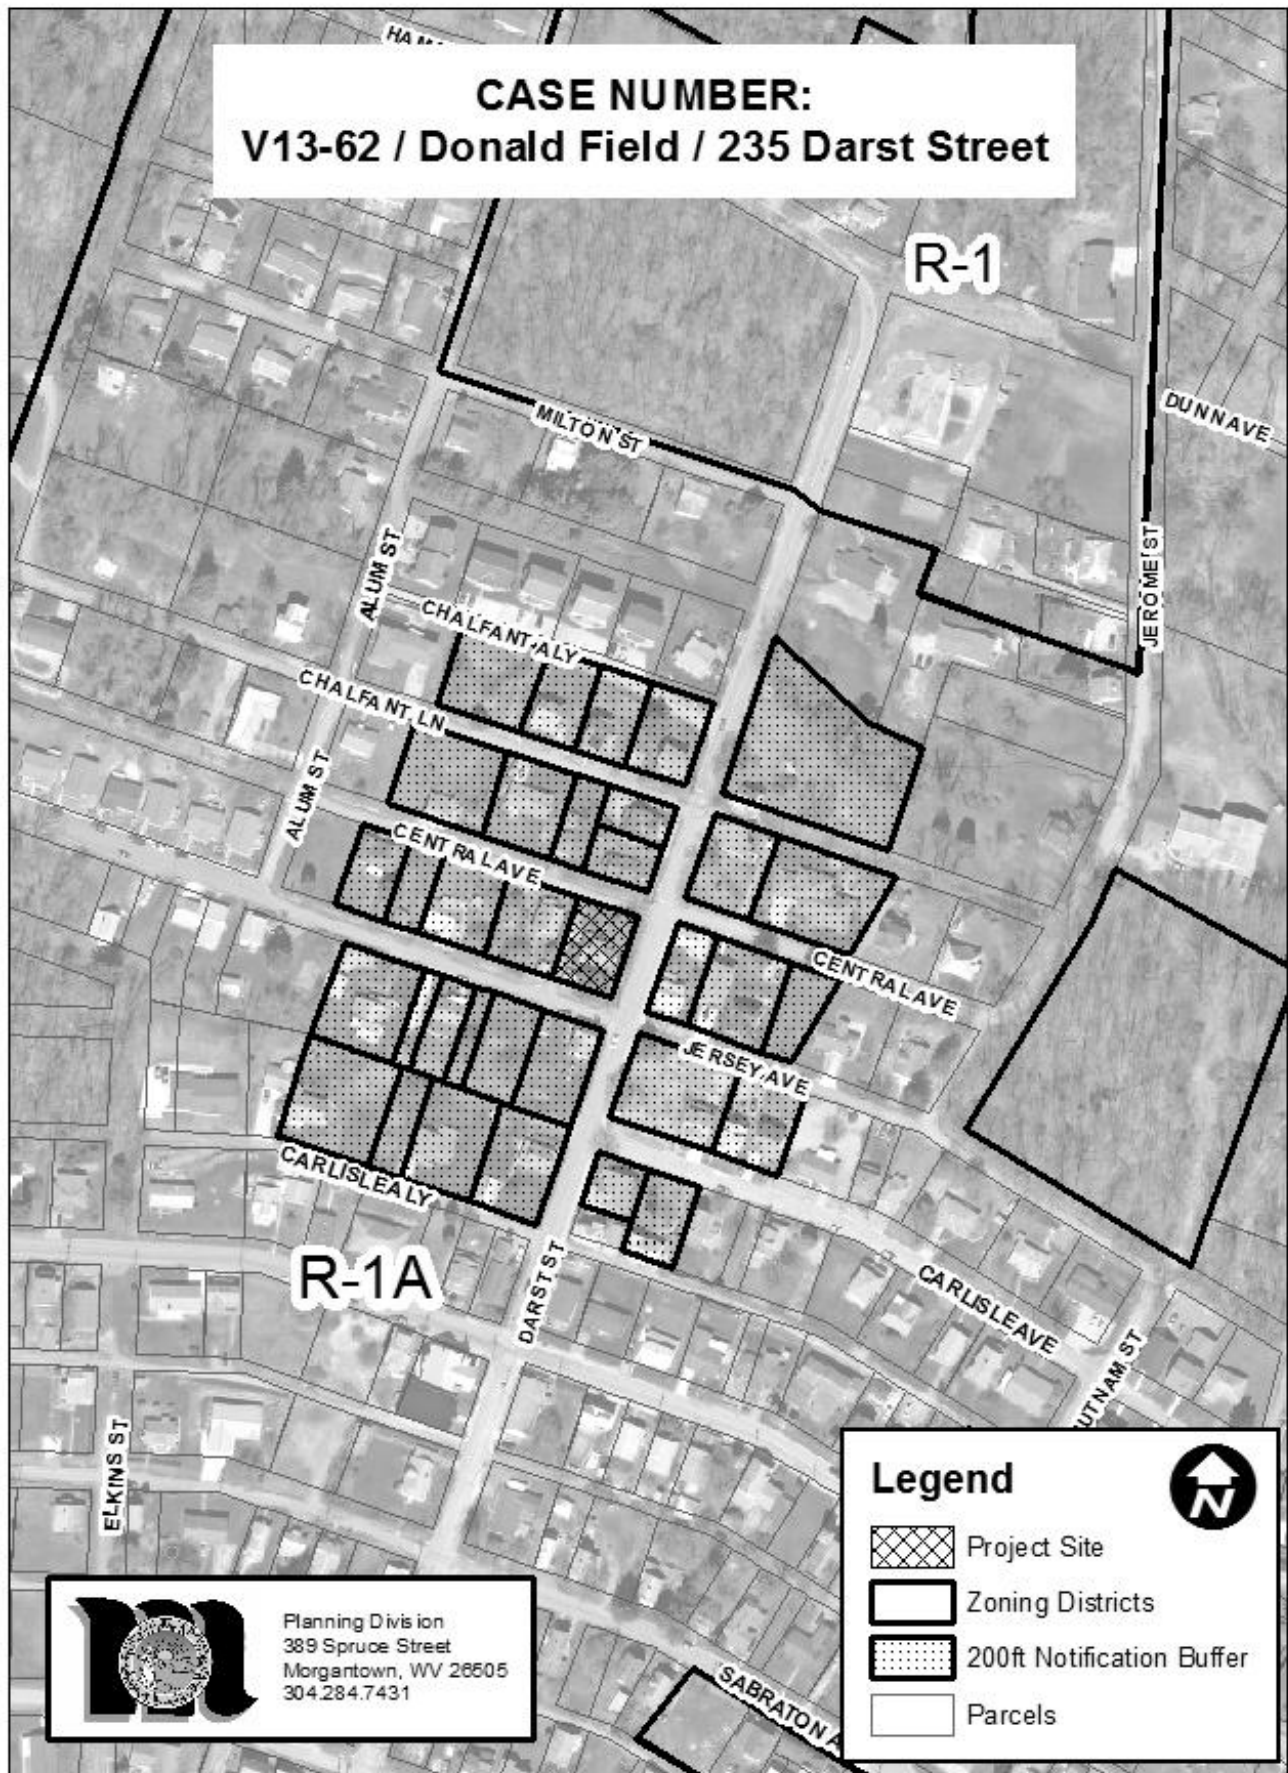 HAM
CASE NUMBER:
V13-62 / Donald Field / 235 Darst Street
R-1
DUNN AVE
MILTON ST
JEROME ST
ALUM ST
CHALFANT ALY
CHALFANT LN
ALUM ST
CENTRAL AVE
CENTRAL AVE
JERSEY AVE
CARLISLE ALY
R-1A
DARST ST
CARLISLE AVE
UTNAM ST
ELKINS ST
SABRATON A
Legend
N
Project Site
Zoning Districts
200ft Notification Buffer
Parcels
Planning Division
389 Spruce Street
Morgantown, WV 26505
304.284.7431